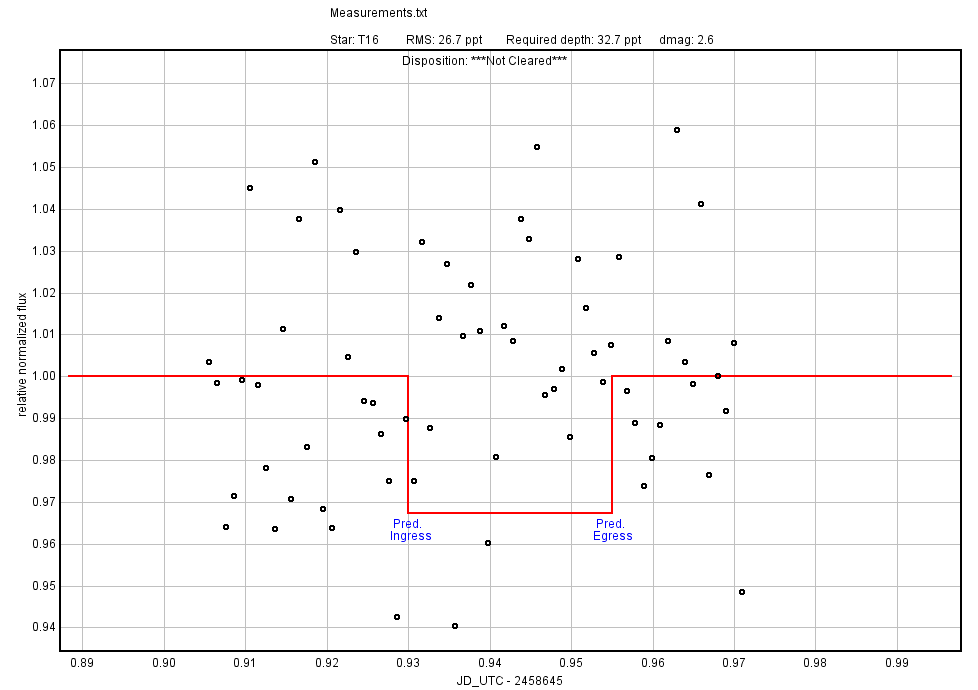 Measurements.txt
Star: T16 RMS: 26.7 ppt Required depth: 32.7 ppt dmag: 2.6
Disposition: ***Not Cleared***
1.07
1.06
1.05
1.04
1.03
1.02
1.01
1.00
0.99
0.98
0.97
0.96
0.95
0.94
relative normalized flux
Pred.
Ingress
Pred.
Egress
0.89 0.90 0.91 0.92 0.93 0.94 0.95 0.96 0.97 0.98 0.99
JD_UTC - 2458645